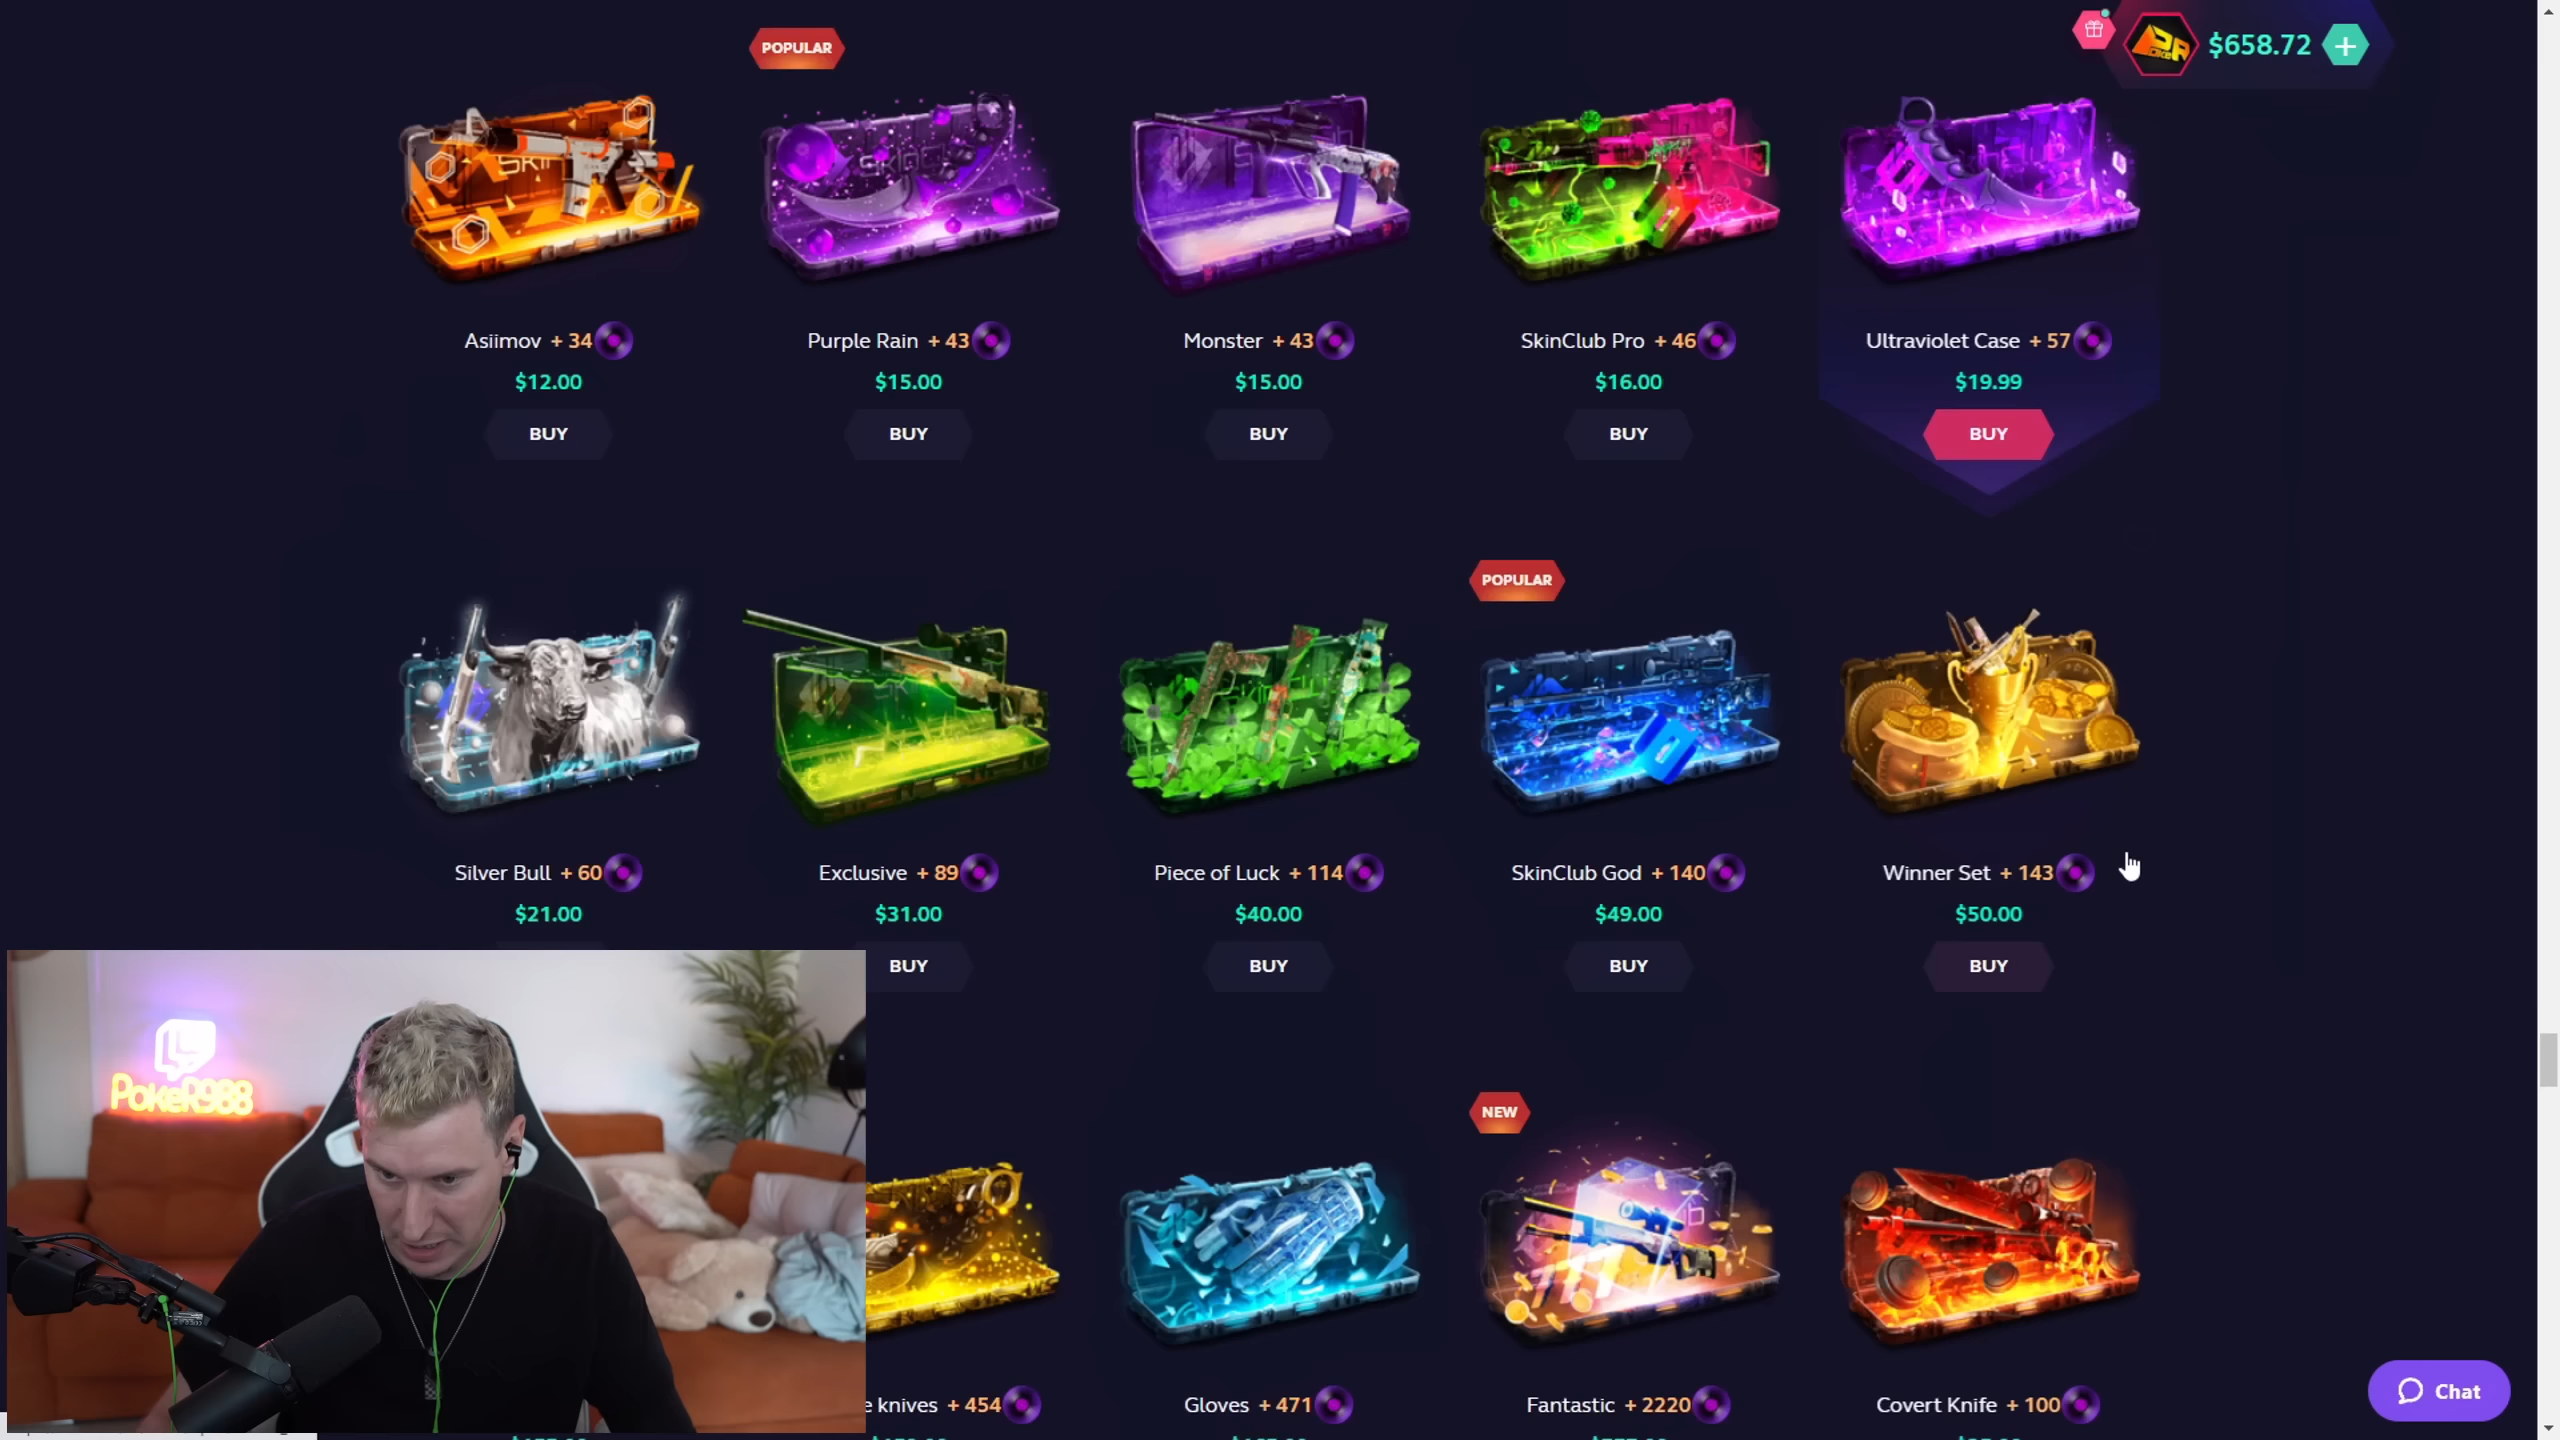 POPULAR
$658.72
Asiimov + 34
Purple Rain + 43
Monster + 43
SkinClub Pro + 46
Ultraviolet Case + 57
$12.00
$15.00
$15.00
$16.00
$19.99
BUY
BUY
BUY
BUY
BUY
POPULAR
Silver Bull + 60
Exclusive + 89
Piece of Luck + 114
SkinClub God + 140
Winner Set + 143
$21.00
$31.00
$40.00
$49.00
$50.00
BUY
BUY
BUY
BUY
PokeR988
NEW
e knives + 454
Gloves + 471
Fantastic + 2220
Covert Knife + 100
Chat